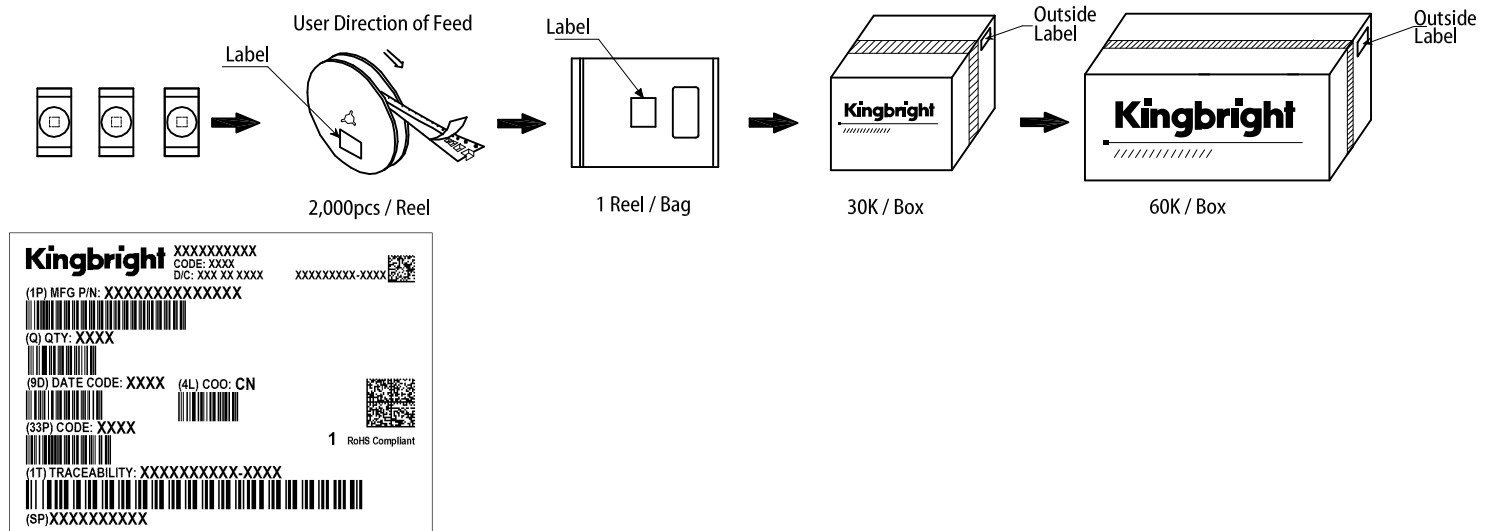 User Direction of Feed
Label
Label
Outside
Label
Outside
Label
Kingbright
Kingbright
2,000pcs / Reel
1 Reel / Bag
30K / Box
60K / Box
Kingbright
XXXXXXXXXX
CODE: XXXX
D/C: XXX XX XXXX
XXXXXXXXX-XXXX
(1P) MFG P/N: XXXXXXXXXXXXXX
(Q) QTY: XXXX
(9D) DATE CODE: XXXX (4L) COO: CN
(33P) CODE: XXXX
1 RoHS Compliant
(1T) TRACEABILITY: XXXXXXXXXX-XXXX
(SP)XXXXXXXXXX